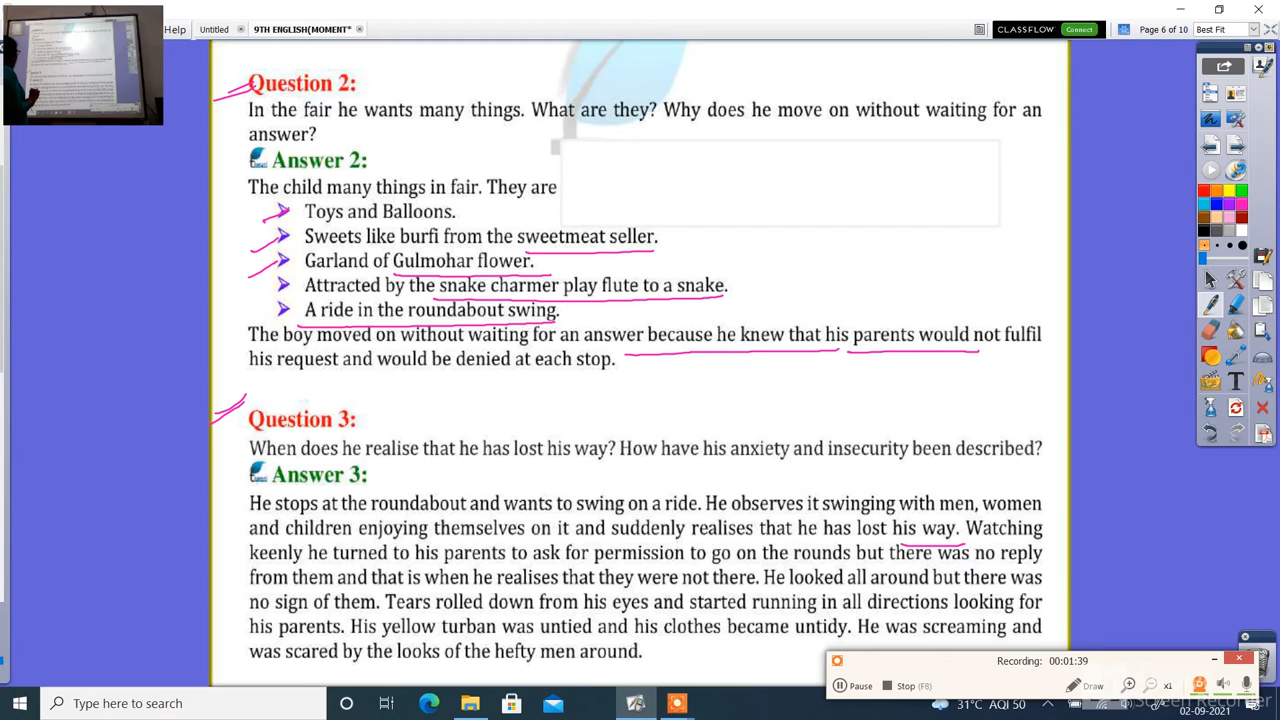 Untitled
9TH ENGLISH(MOMENT*
CLASSFLOW
Connect
Page 6 of 10
Best Fit
Question 2:
In the fair he wants many things. What are they? Why does he move on without waiting for an
answer?
Answer 2:
The child many things in fair. They are
Toys and Balloons.
Sweets like burfi from the sweetmeat seller.
Garland of Gulmohar flower.
Attracted by the snake charmer play flute to a snake.
A ride in the roundabout swing.
The boy moved on without waiting for an answer because he knew that his parents would not fulfil
his request and would be denied at each stop.
Question 3:
When does he realise that he has lost his way? How have his anxiety and insecurity been described?
Answer 3:
He stops at the roundabout and wants to swing on a ride. He observes it swinging with men, women
and children enjoying themselves on it and suddenly realises that he has lost his way. Watching
keenly he turned to his parents to ask for permission to go on the rounds but there was no reply
from them and that is when he realises that they were not there. He looked all around but there was
no sign of them. Tears rolled down from his eyes and started running in all directions looking for
his parents. His yellow turban was untied and his clothes became untidy. He was screaming and
was scared by the looks of the hefty men around.
Recording: 00:01:39
Pause
Stop (F8)
Draw
x1
Type here to search
31°C AQI 50
02-09-2021